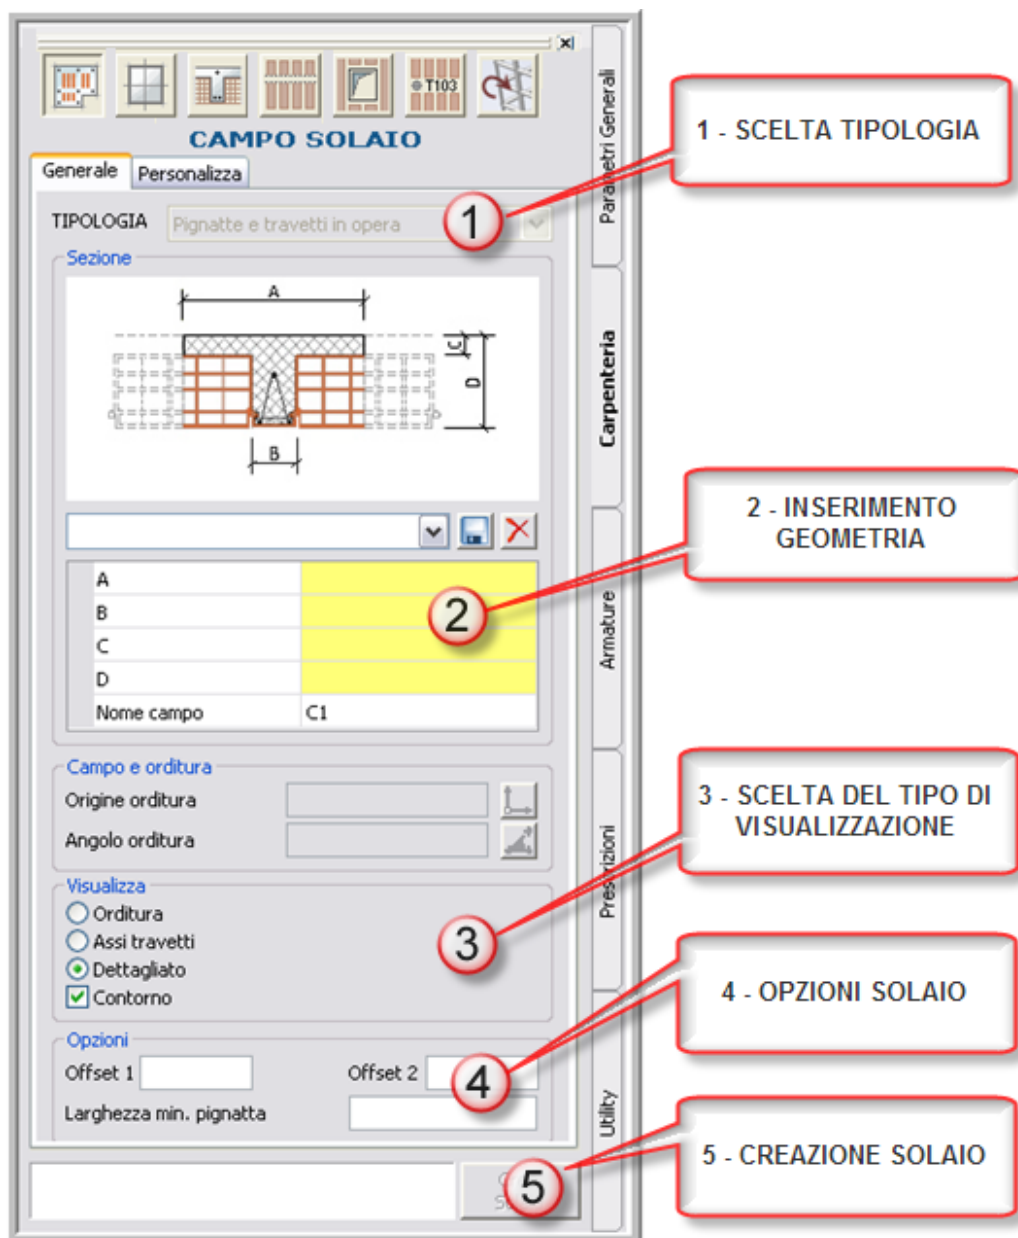 T103
CAMPO SOLAIO
Generale
Personalizza
TIPOLOGIA
Pignatte e travetti in opera
Sezione
A
C
D
B
A
B
C
D
Nome campo
C1
Campo e orditura
Origine orditura
Angolo orditura
Visualizza
Orditura
Assi travetti
Dettagliato
Contorno
Opzioni
Offset 1
Offset 2
Larghezza min. pignatta
Parametri Generali
Carpenteria
Armature
Prescrizioni
Utility
1
2
3
4
5
1 - SCELTA TIPOLOGIA
2 - INSERIMENTO
GEOMETRIA
3 - SCELTA DEL TIPO DI
VISUALIZZAZIONE
4 - OPZIONI SOLAIO
5 - CREAZIONE SOLAIO